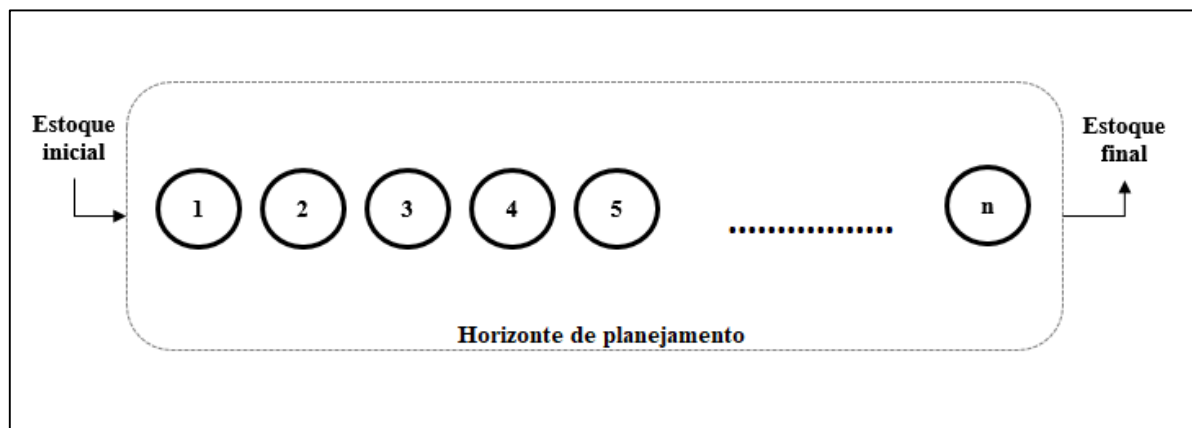 Estoque
inicial
Estoque
final
1 2 3 4 5 ................. n
Horizonte de planejamento